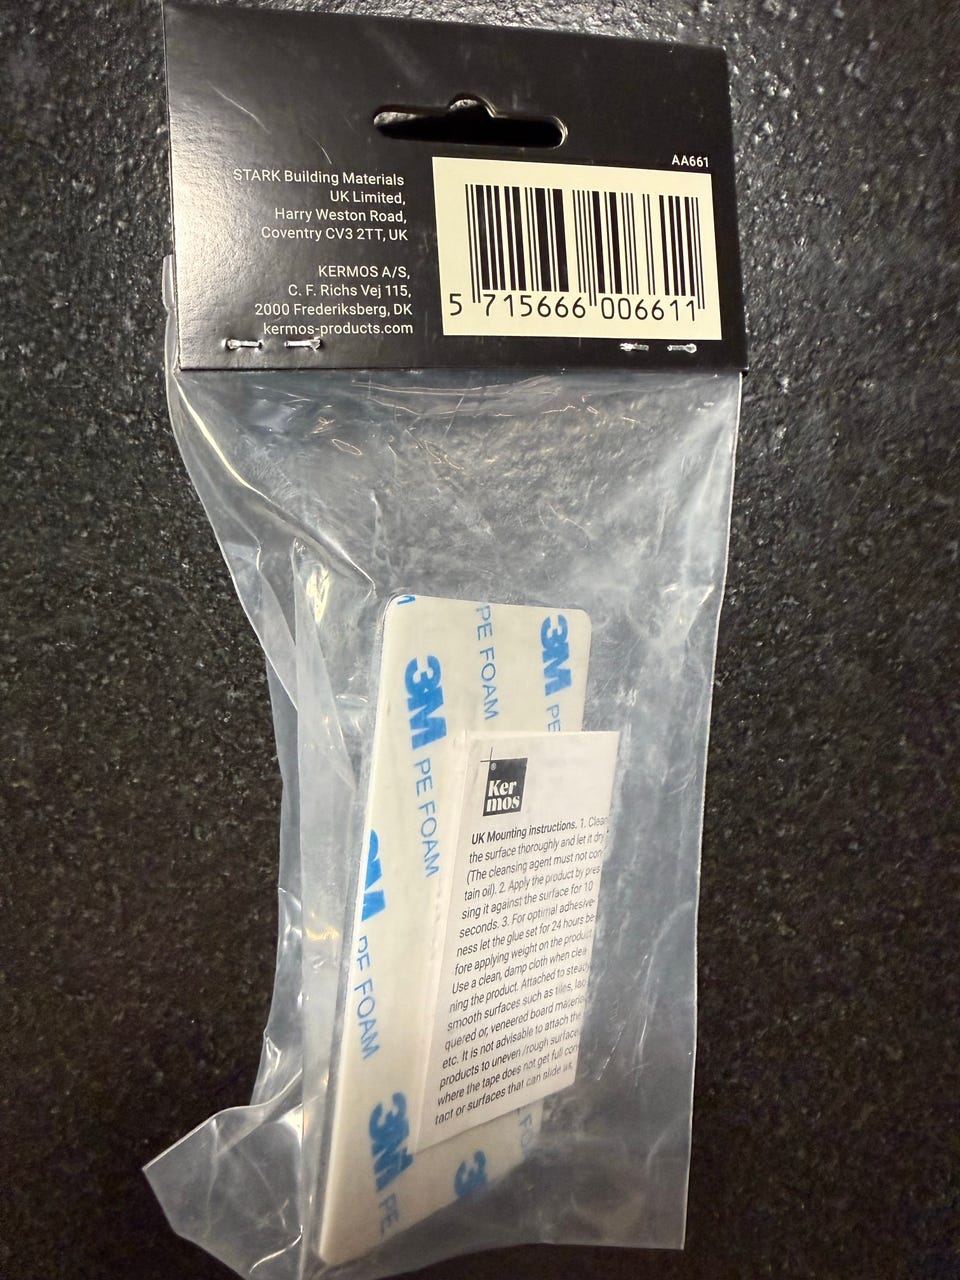 AA661
STARK Building Materials
UK Limited,
Harry Weston Road,
Coventry CV3 2TT, UK
KERMOS A/S,
C. F. Richs Vej 115,
2000 Frederiksberg, DK
kermos-products.com
5 715666 006611
3M PE FOAM
PE FOAM
3M PE
3M PE FOAM
3M PE
Ker
mos
®
UK Mounting instructions. 1. Clean
the surface thoroughly and let it dry
(The cleansing agent must not con-
tain oil). 2. Apply the product by pres-
sing it against the surface for 10
seconds. 3. For optimal adhesive-
ness let the glue set for 24 hours be-
fore applying weight on the product.
Use a clean, damp cloth when clea-
ning the product. Attached to steady,
smooth surfaces such as tiles, lac-
quered or, veneered board material
etc. It is not advisable to attach the
products to uneven /rough surfaces
where the tape does not get full con-
tact or surfaces that can slide